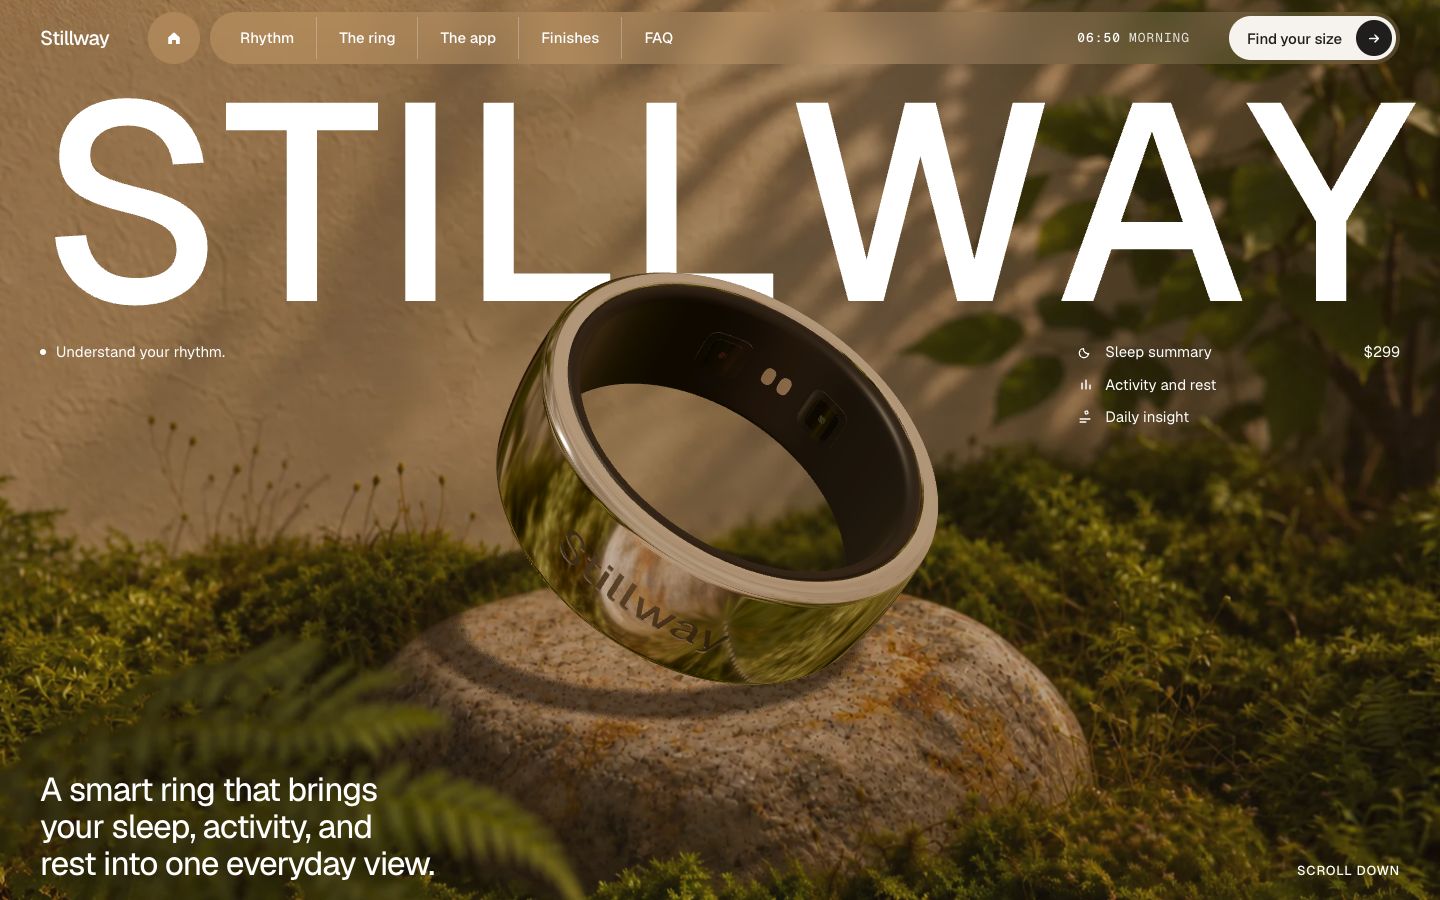 Stillway
Rhythm
The ring
The app
Finishes
FAQ
06:50 MORNING
Find your size
STILLWAY
Understand your rhythm.
Sleep summary
$299
Activity and rest
Daily insight
Stillway
A smart ring that brings
your sleep, activity, and
rest into one everyday view.
SCROLL DOWN